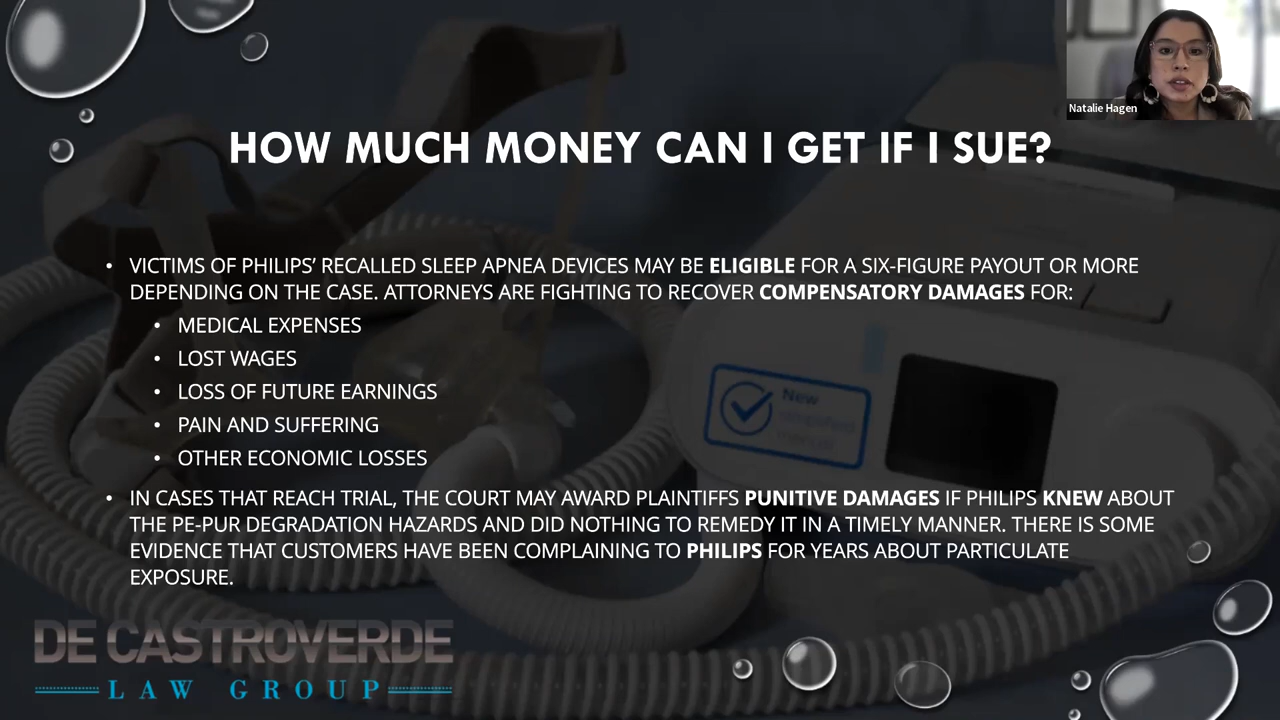 Natalie Hagen
HOW MUCH MONEY CAN I GET IF I SUE?
• VICTIMS OF PHILIPS' RECALLED SLEEP APNEA DEVICES MAY BE ELIGIBLE FOR A SIX-FIGURE PAYOUT OR MORE
DEPENDING ON THE CASE. ATTORNEYS ARE FIGHTING TO RECOVER COMPENSATORY DAMAGES FOR:
• MEDICAL EXPENSES
• LOST WAGES
• LOSS OF FUTURE EARNINGS
• PAIN AND SUFFERING
• OTHER ECONOMIC LOSSES
• IN CASES THAT REACH TRIAL, THE COURT MAY AWARD PLAINTIFFS PUNITIVE DAMAGES IF PHILIPS KNEW ABOUT
THE PE-PUR DEGRADATION HAZARDS AND DID NOTHING TO REMEDY IT IN A TIMELY MANNER. THERE IS SOME
EVIDENCE THAT CUSTOMERS HAVE BEEN COMPLAINING TO PHILIPS FOR YEARS ABOUT PARTICULATE
EXPOSURE.
New
DE CASTROVERDE
LAW GROUP